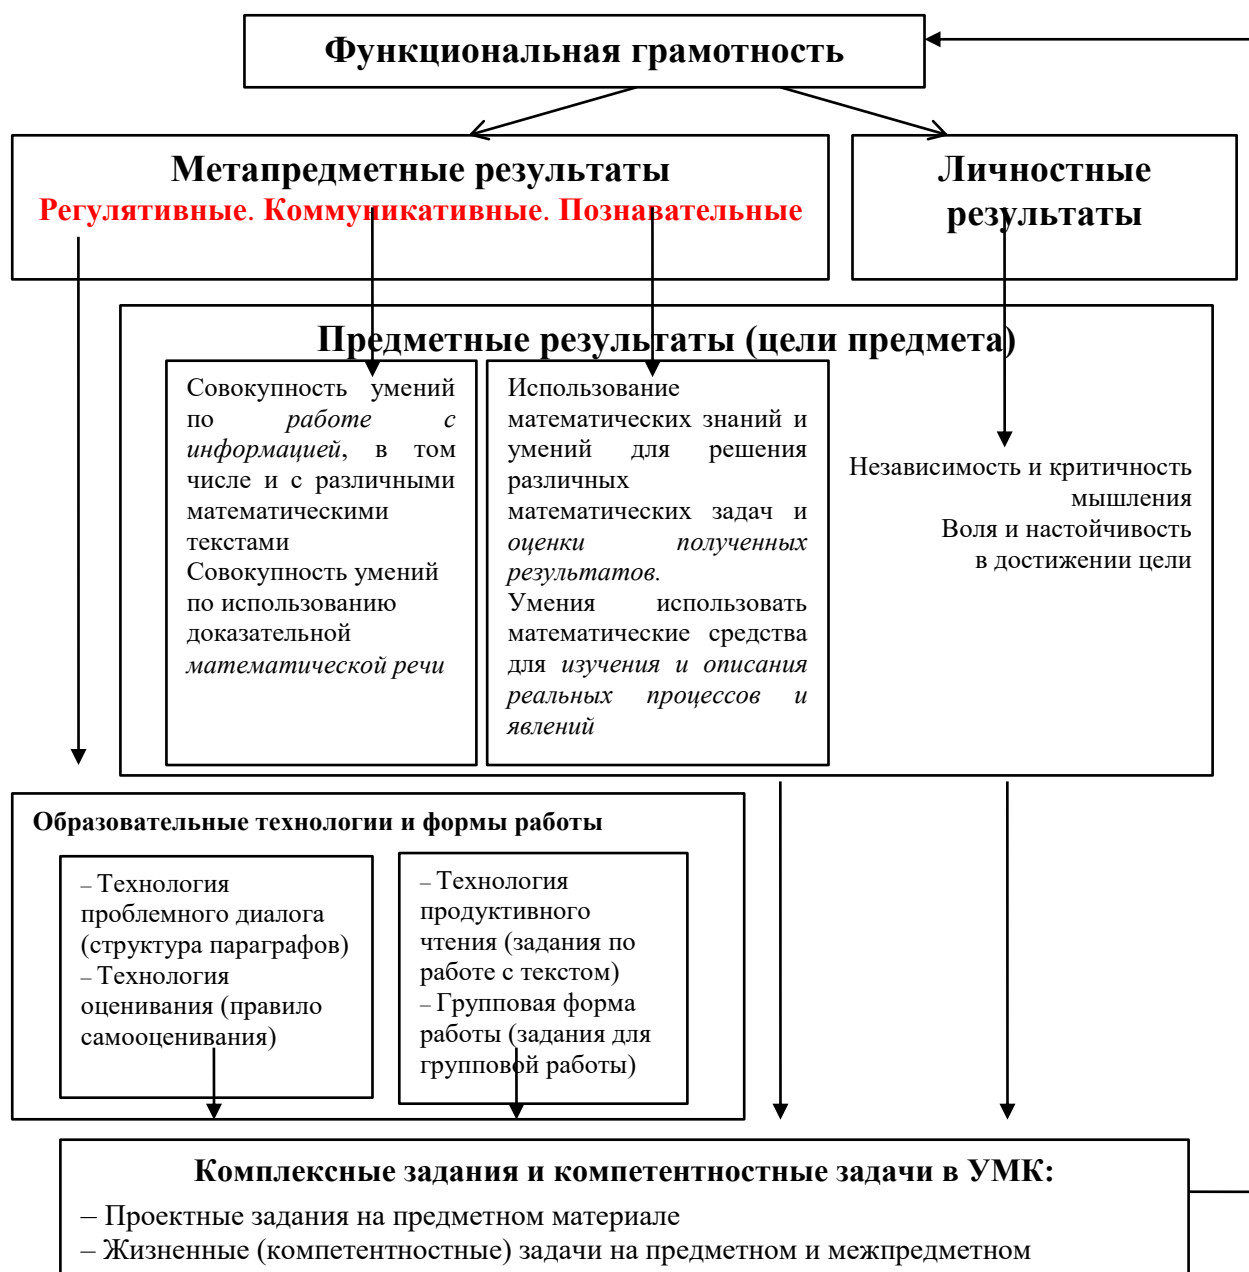 Функциональная грамотность
Метапредметные результаты
Регулятивные. Коммуникативные. Познавательные
Личностные
результаты
Предметные результаты (цели предмета)
Совокупность умений
по работе с
информацией, в том
числе и с различными
математическими
текстами
Совокупность умений
по использованию
доказательной
математической речи
Использование
математических знаний и
умений для решения
различных
математических задач и
оценки полученных
результатов.
Умения использовать
математические средства
для изучения и описания
реальных процессов и
явлений
Независимость и критичность
мышления
Воля и настойчивость
в достижении цели
Образовательные технологии и формы работы
– Технология
проблемного диалога
(структура параграфов)
– Технология
оценивания (правило
самооценивания)
– Технология
продуктивного
чтения (задания по
работе с текстом)
– Групповая форма
работы (задания для
групповой работы)
Комплексные задания и компетентностные задачи в УМК:
– Проектные задания на предметном материале
– Жизненные (компетентностные) задачи на предметном и межпредметном